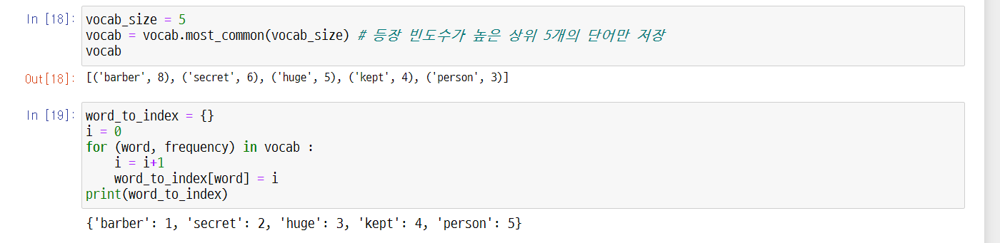 In [18]: vocab_size = 5
vocab = vocab.most_common(vocab_size) # 등장 빈도수가 높은 상위 5개의 단어만 저장
vocab
Out[18]: [('barber', 8), ('secret', 6), ('huge', 5), ('kept', 4), ('person', 3)]
In [19]: word_to_index = {}
i = 0
for (word, frequency) in vocab :
    i = i+1
    word_to_index[word] = i
print(word_to_index)
{'barber': 1, 'secret': 2, 'huge': 3, 'kept': 4, 'person': 5}